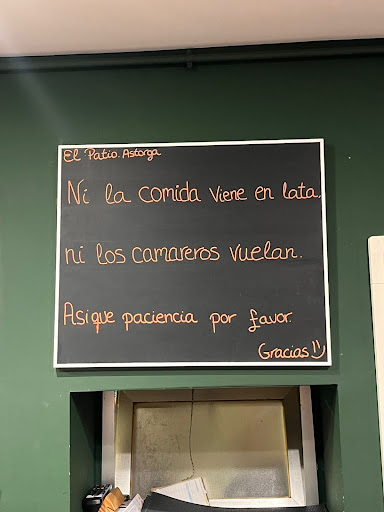 El Patio. Astorga
Ni la comida viene en lata,
ni los camareros vuelan.
Asique paciencia por favor.
Gracias :)